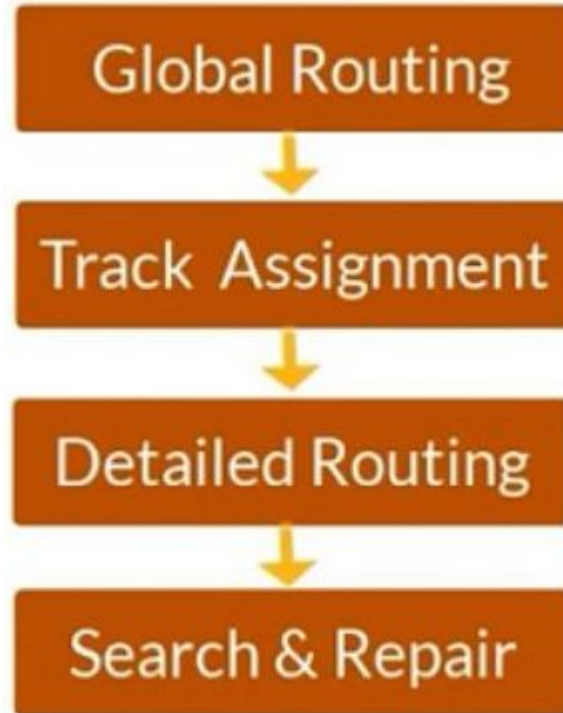 Global Routing
Track Assignment
Detailed Routing
Search & Repair